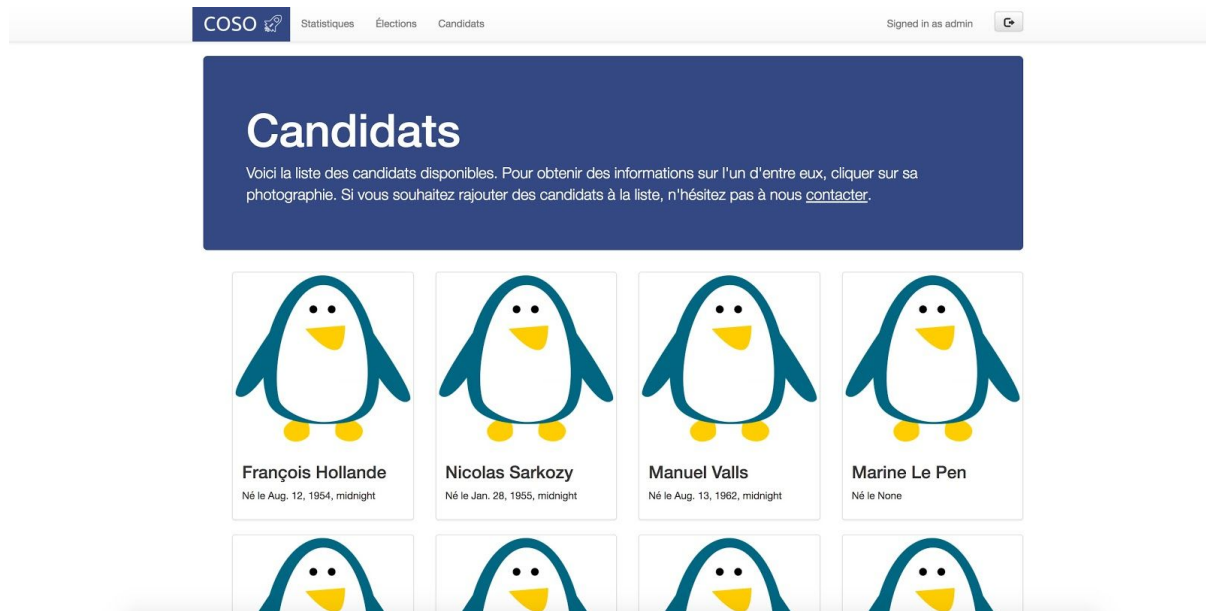 COSO
Statistiques
Élections
Candidats
Signed in as admin
Candidats
Voici la liste des candidats disponibles. Pour obtenir des informations sur l'un d'entre eux, cliquer sur sa
photographie. Si vous souhaitez rajouter des candidats à la liste, n'hésitez pas à nous contacter.
François Hollande
Né le Aug. 12, 1954, midnight
Nicolas Sarkozy
Né le Jan. 28, 1955, midnight
Manuel Valls
Né le Aug. 13, 1962, midnight
Marine Le Pen
Né le None